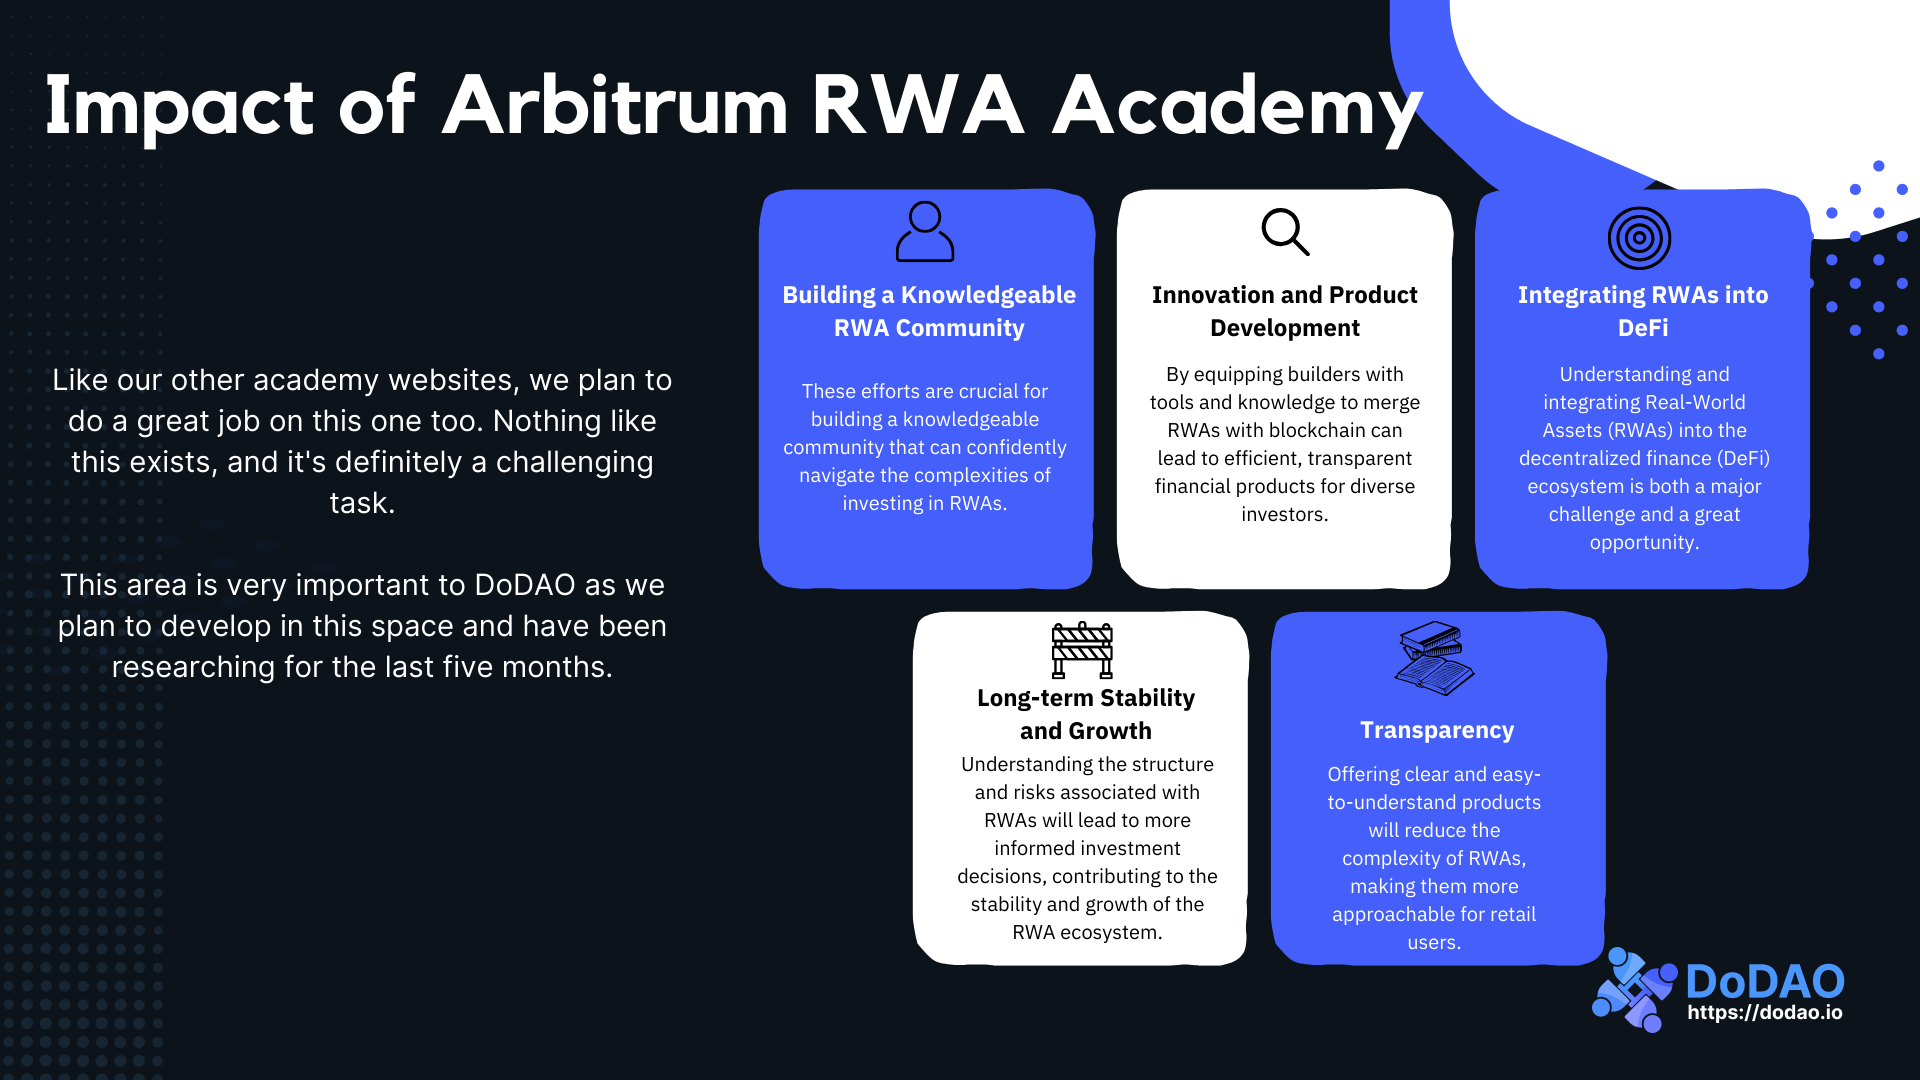 Impact of Arbitrum RWA Academy
Like our other academy websites, we plan to
do a great job on this one too. Nothing like
this exists, and it's definitely a challenging
task.
This area is very important to DoDAO as we
plan to develop in this space and have been
researching for the last five months.
Building a Knowledgeable
RWA Community
These efforts are crucial for
building a knowledgeable
community that can confidently
navigate the complexities of
investing in RWAs.
Innovation and Product
Development
By equipping builders with
tools and knowledge to merge
RWAs with blockchain can
lead to efficient, transparent
financial products for diverse
investors.
Integrating RWAs into
DeFi
Understanding and
integrating Real-World
Assets (RWAs) into the
decentralized finance (DeFi)
ecosystem is both a major
challenge and a great
opportunity.
Long-term Stability
and Growth
Understanding the structure
and risks associated with
RWAs will lead to more
informed investment
decisions, contributing to the
stability and growth of the
RWA ecosystem.
Transparency
Offering clear and easy-
to-understand products
will reduce the
complexity of RWAs,
making them more
approachable for retail
users.
DoDAO
https://dodao.io